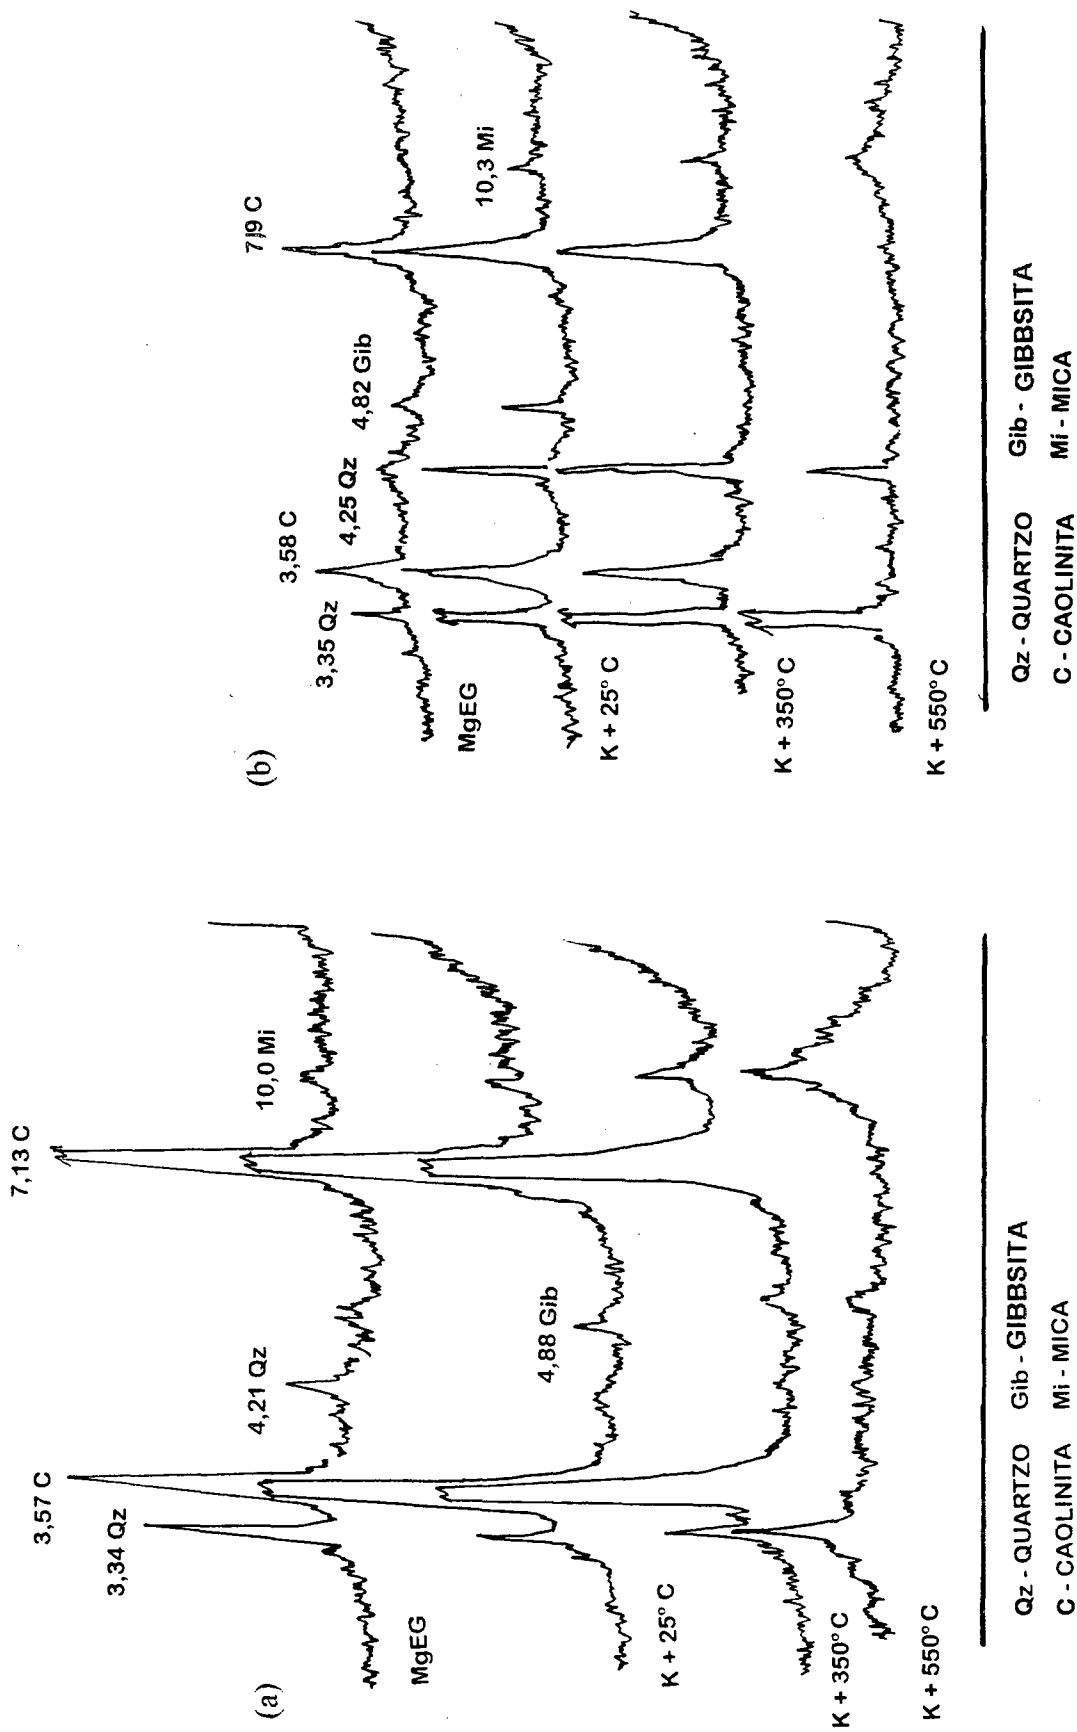 (a)
7,13 C
3,57 C
3,34 Qz
4,21 Qz
10,0 Mi
MgEG
4,88 Gib
K + 25° C
K + 350° C
K + 550° C
Qz - QUARTZO Gib - GIBBSITA
C - CAOLINITA Mi - MICA
(b)
7,19 C
3,58 C
3,35 Qz
4,25 Qz
4,82 Gib
10,3 Mi
MgEG
K + 25° C
K + 350° C
K + 550° C
Qz - QUARTZO Gib - GIBBSITA
C - CAOLINITA Mi - MICA